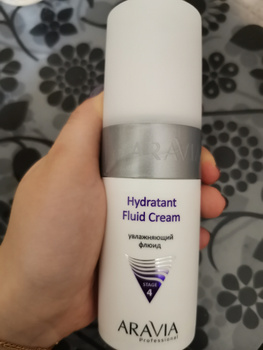 ARAVIA
Hydratant
Fluid Cream
увлажняющий
флюид
STAGE
4
ARAVIA
Professional